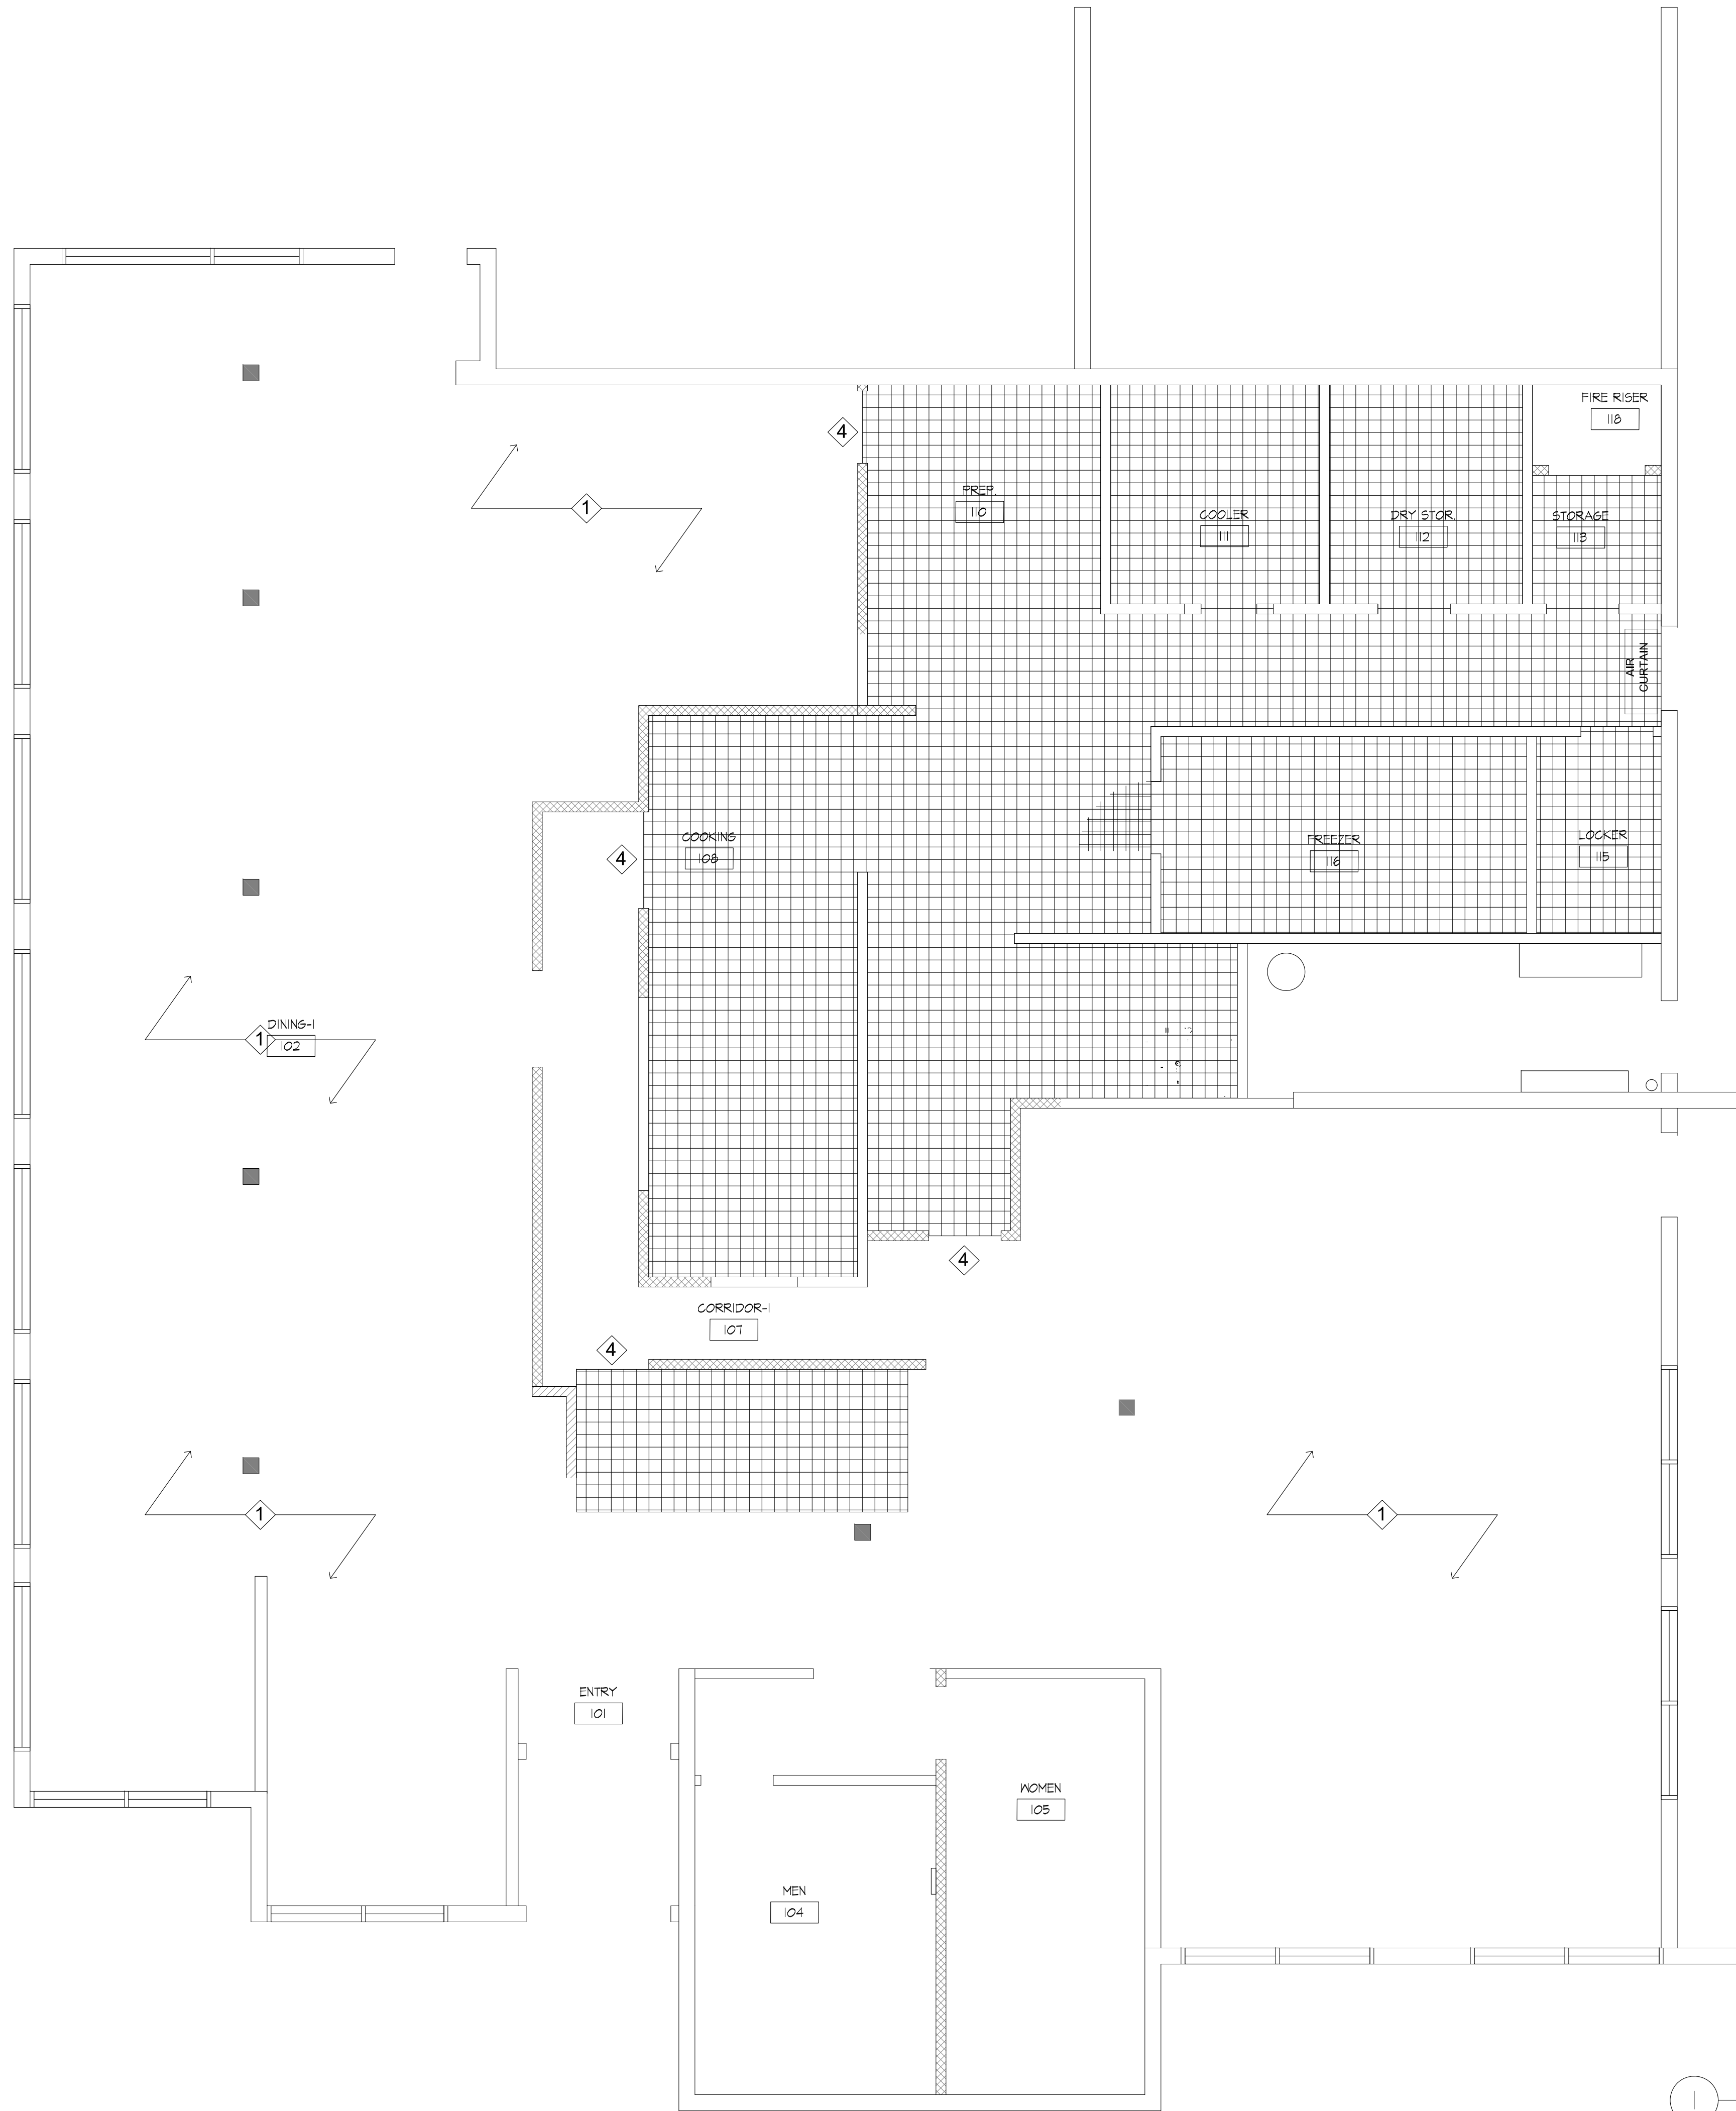 FIRE RISER
118
4
PREP.
110
1
COOLER
111
DRY STOR.
112
STORAGE
113
AIR
CURTAIN
COOKING
108
4
FREEZER
116
LOCKER
115
DINING-1
102
1
4
CORRIDOR-1
107
4
1
1
ENTRY
101
WOMEN
105
MEN
104
1